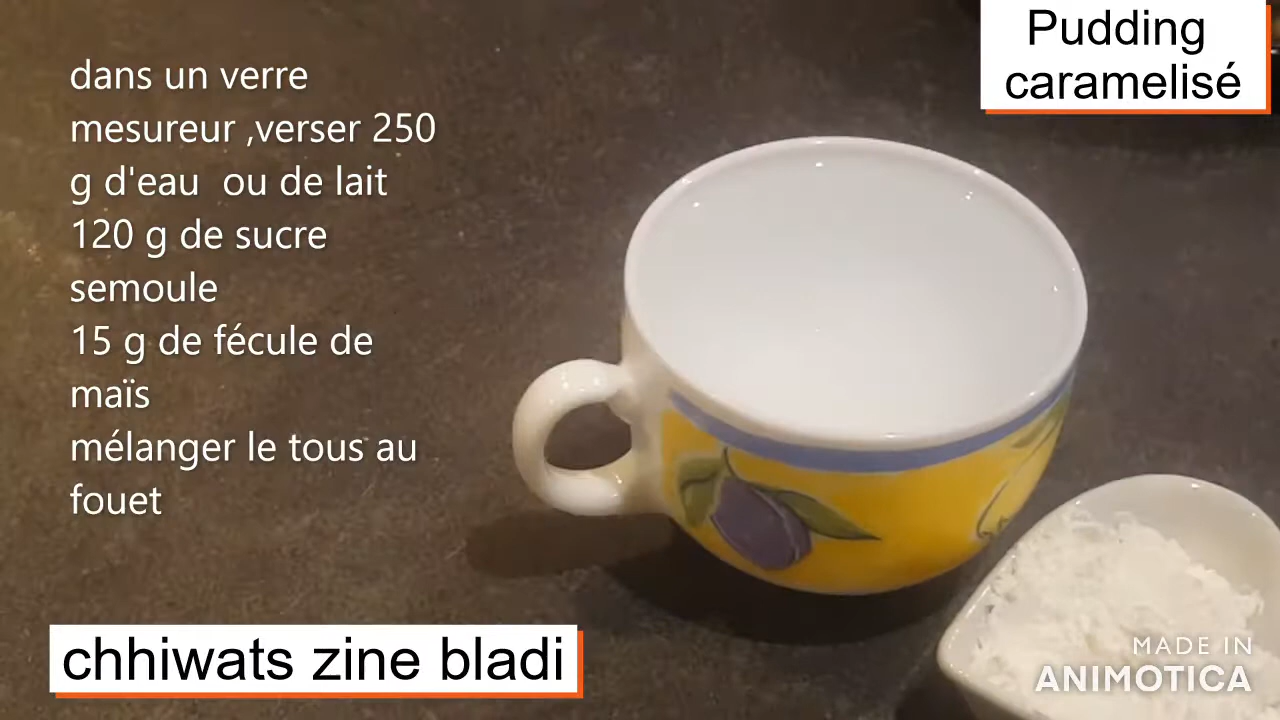 Pudding
caramelisé
dans un verre
mesureur ,verser 250
g d'eau  ou de lait
120 g de sucre
semoule
15 g de fécule de
maïs
mélanger le tous au
fouet
chhiwats zine bladi
MADE IN
ANIMOTICA